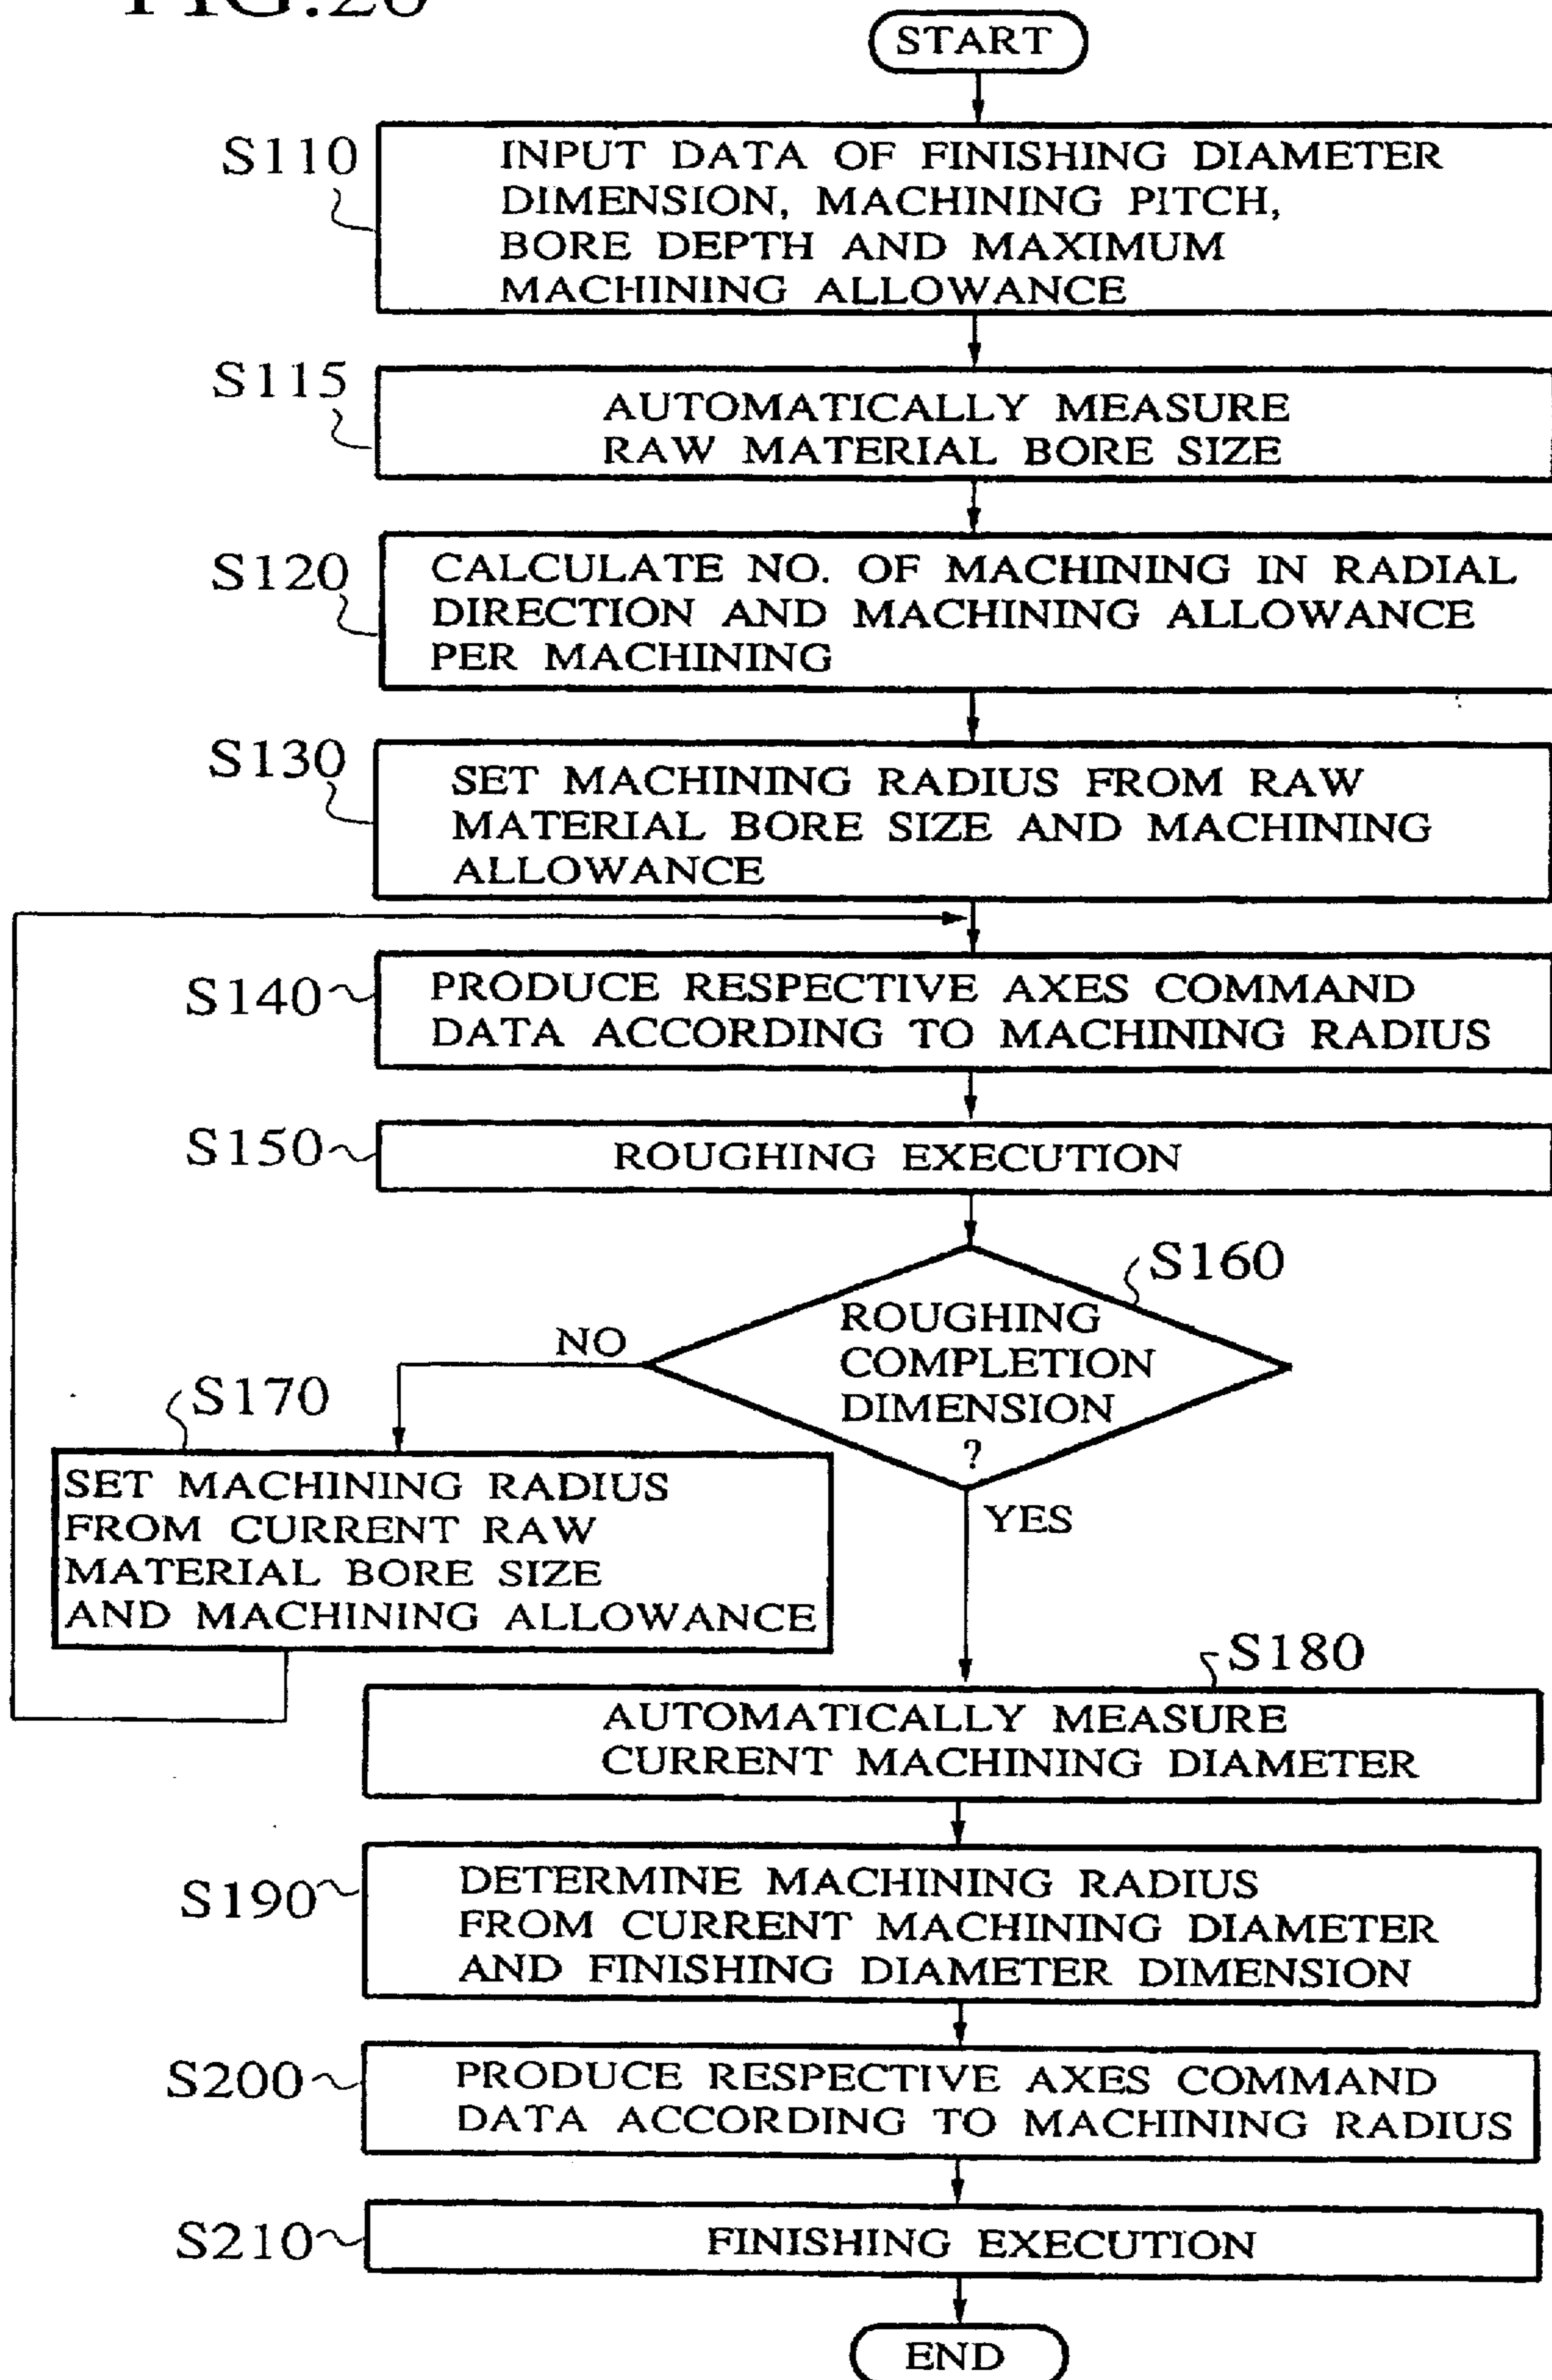 START
S110
INPUT DATA OF FINISHING DIAMETER
DIMENSION, MACHINING PITCH,
BORE DEPTH AND MAXIMUM
MACHINING ALLOWANCE
S115
AUTOMATICALLY MEASURE
RAW MATERIAL BORE SIZE
S120
CALCULATE NO. OF MACHINING IN RADIAL
DIRECTION AND MACHINING ALLOWANCE
PER MACHINING
S130
SET MACHINING RADIUS FROM RAW
MATERIAL BORE SIZE AND MACHINING
ALLOWANCE
S140
PRODUCE RESPECTIVE AXES COMMAND
DATA ACCORDING TO MACHINING RADIUS
S150
ROUGHING EXECUTION
S160
ROUGHING
COMPLETION
DIMENSION
?
NO
YES
S170
SET MACHINING RADIUS
FROM CURRENT RAW
MATERIAL BORE SIZE
AND MACHINING ALLOWANCE
S180
AUTOMATICALLY MEASURE
CURRENT MACHINING DIAMETER
S190
DETERMINE MACHINING RADIUS
FROM CURRENT MACHINING DIAMETER
AND FINISHING DIAMETER DIMENSION
S200
PRODUCE RESPECTIVE AXES COMMAND
DATA ACCORDING TO MACHINING RADIUS
S210
FINISHING EXECUTION
END